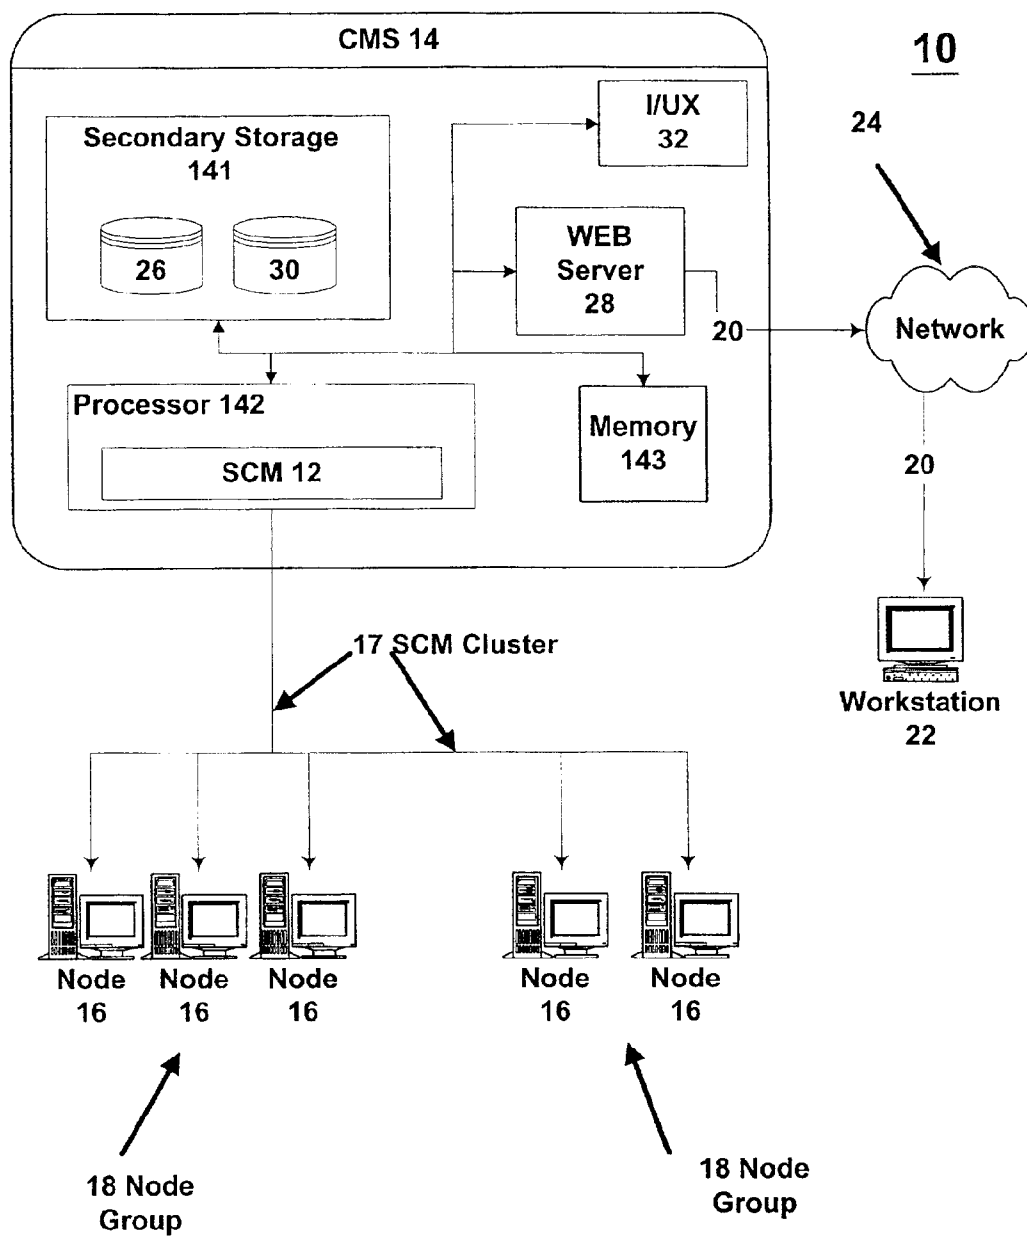 CMS 14
10
I/UX
32
24
Secondary Storage
141
26
30
WEB
Server
28
20
Network
Processor 142
SCM 12
Memory
143
20
17 SCM Cluster
Workstation
22
Node
16
Node
16
Node
16
Node
16
Node
16
18 Node
Group
18 Node
Group